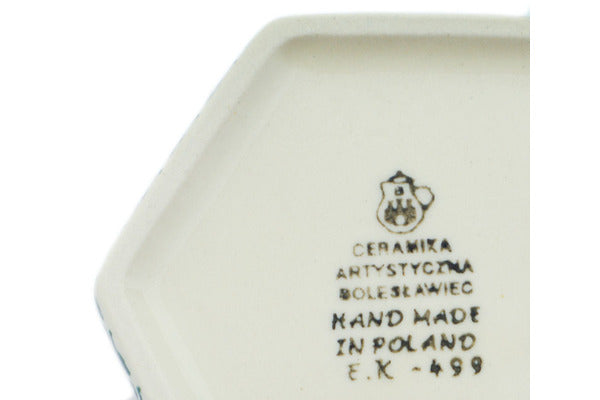 CERAMIKA
ARTYSTYCZNA
BOLESŁAWIEC
HAND MADE
IN POLAND
E.K - 499